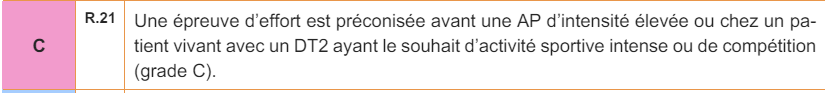 C
R.21
Une épreuve d'effort est préconisée avant une AP d'intensité élevée ou chez un pa-
tient vivant avec un DT2 ayant le souhait d'activité sportive intense ou de compétition
(grade C).